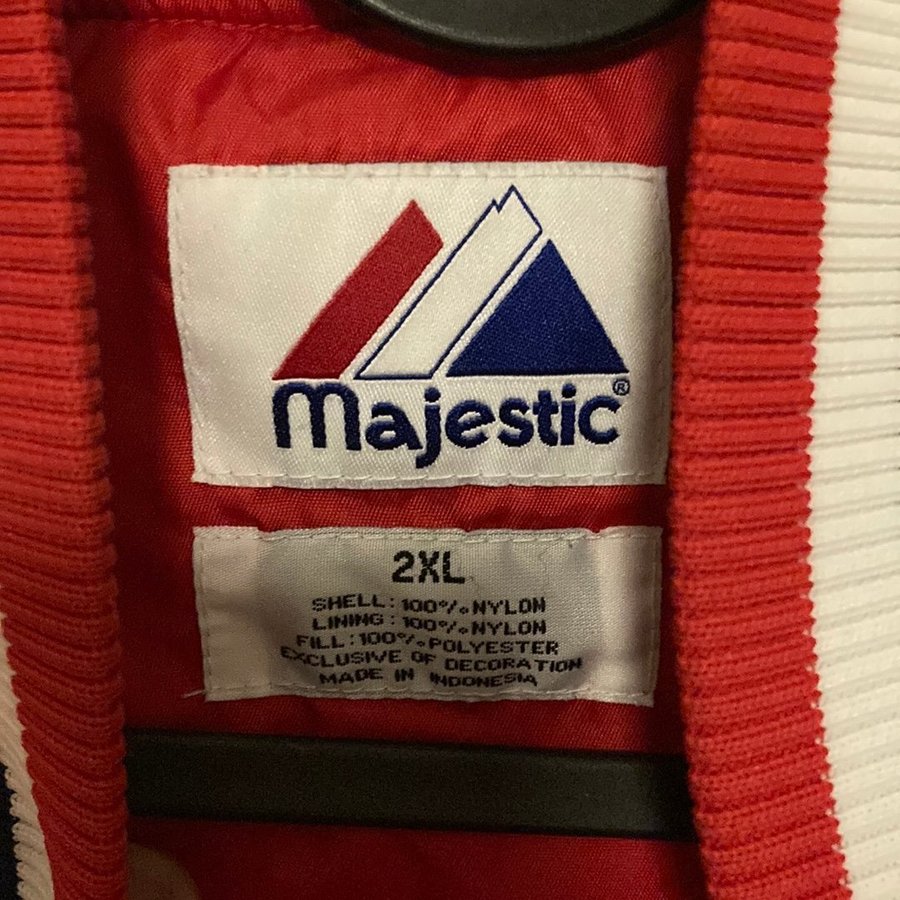 majestic®
2XL
SHELL: 100% NYLON
LINING: 100% NYLON
FILL: 100% POLYESTER
EXCLUSIVE OF DECORATION
MADE IN INDONESIA